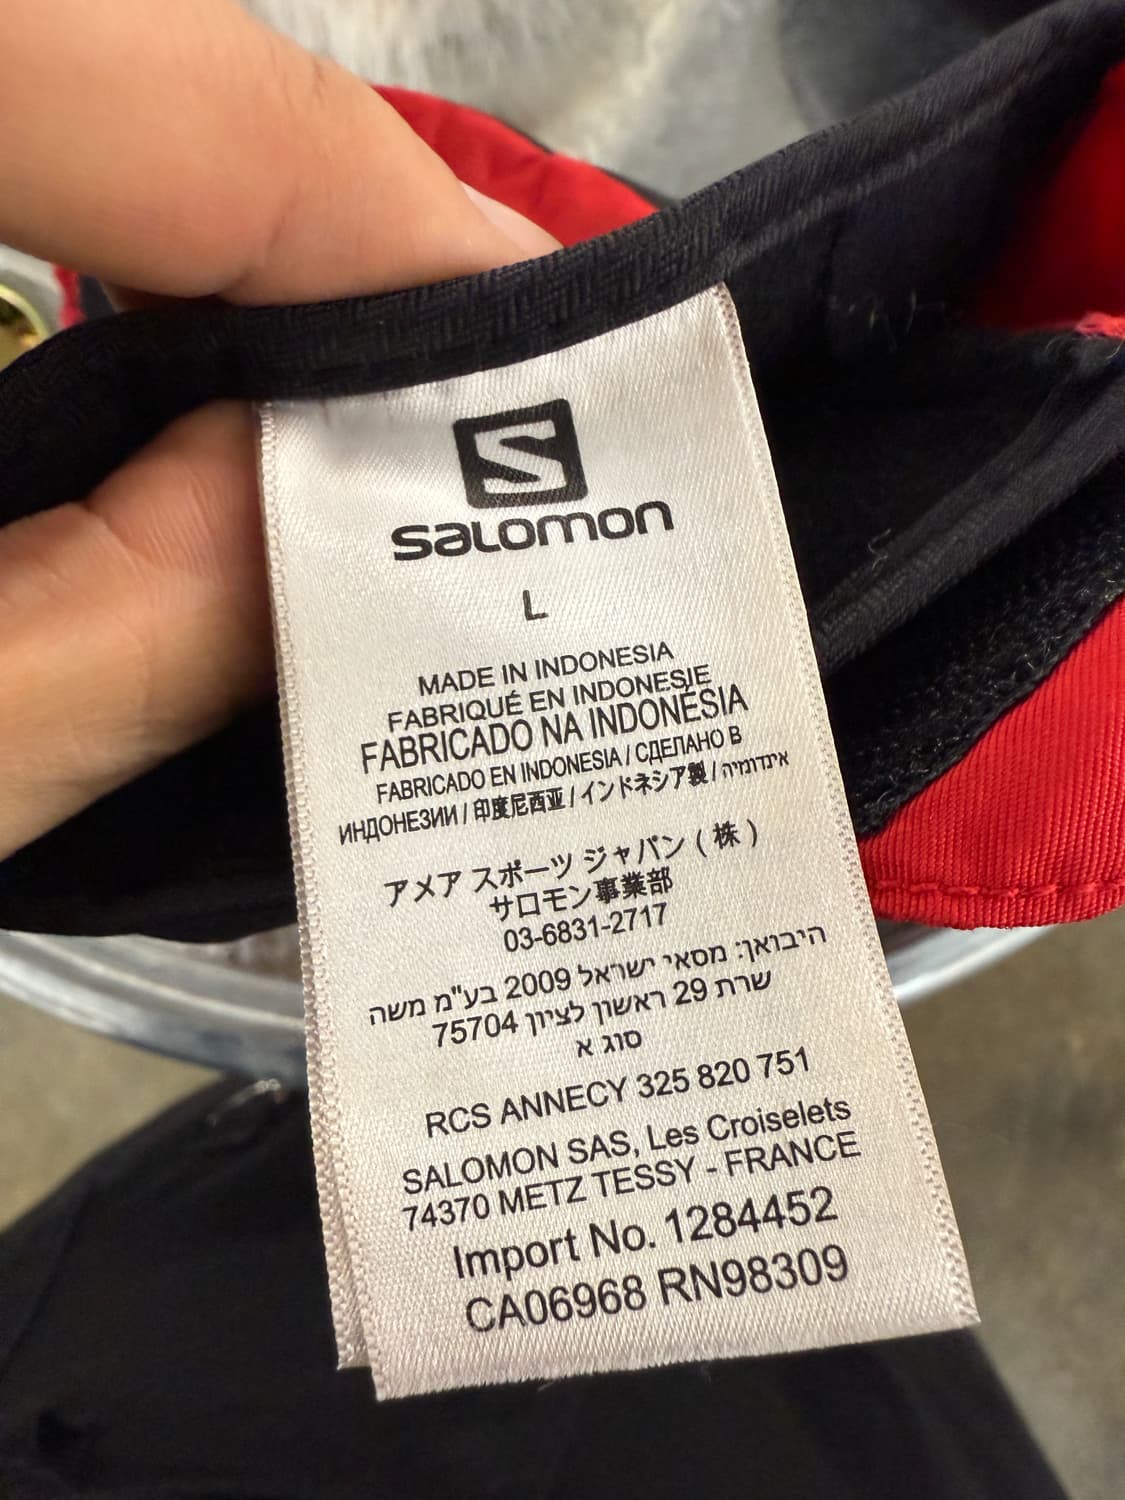 S
SALOMON
L
MADE IN INDONESIA
FABRIQUÉ EN INDONESIE
FABRICADO NA INDONÉSIA
FABRICADO EN INDONESIA / СДЕЛАНО В
ИНДОНЕЗИИ / 印度尼西亚 / インドネシア製 / אינדונזיה
アメア スポーツ ジャパン ( 株 )
サロモン事業部
03-6831-2717
היבואן: מסאי ישראל 2009 בע"מ משה
שרת 29 ראשון לציון 75704
סוג א
RCS ANNECY 325 820 751
SALOMON SAS, Les Croiselets
74370 METZ TESSY - FRANCE
Import No. 1284452
CA06968 RN98309